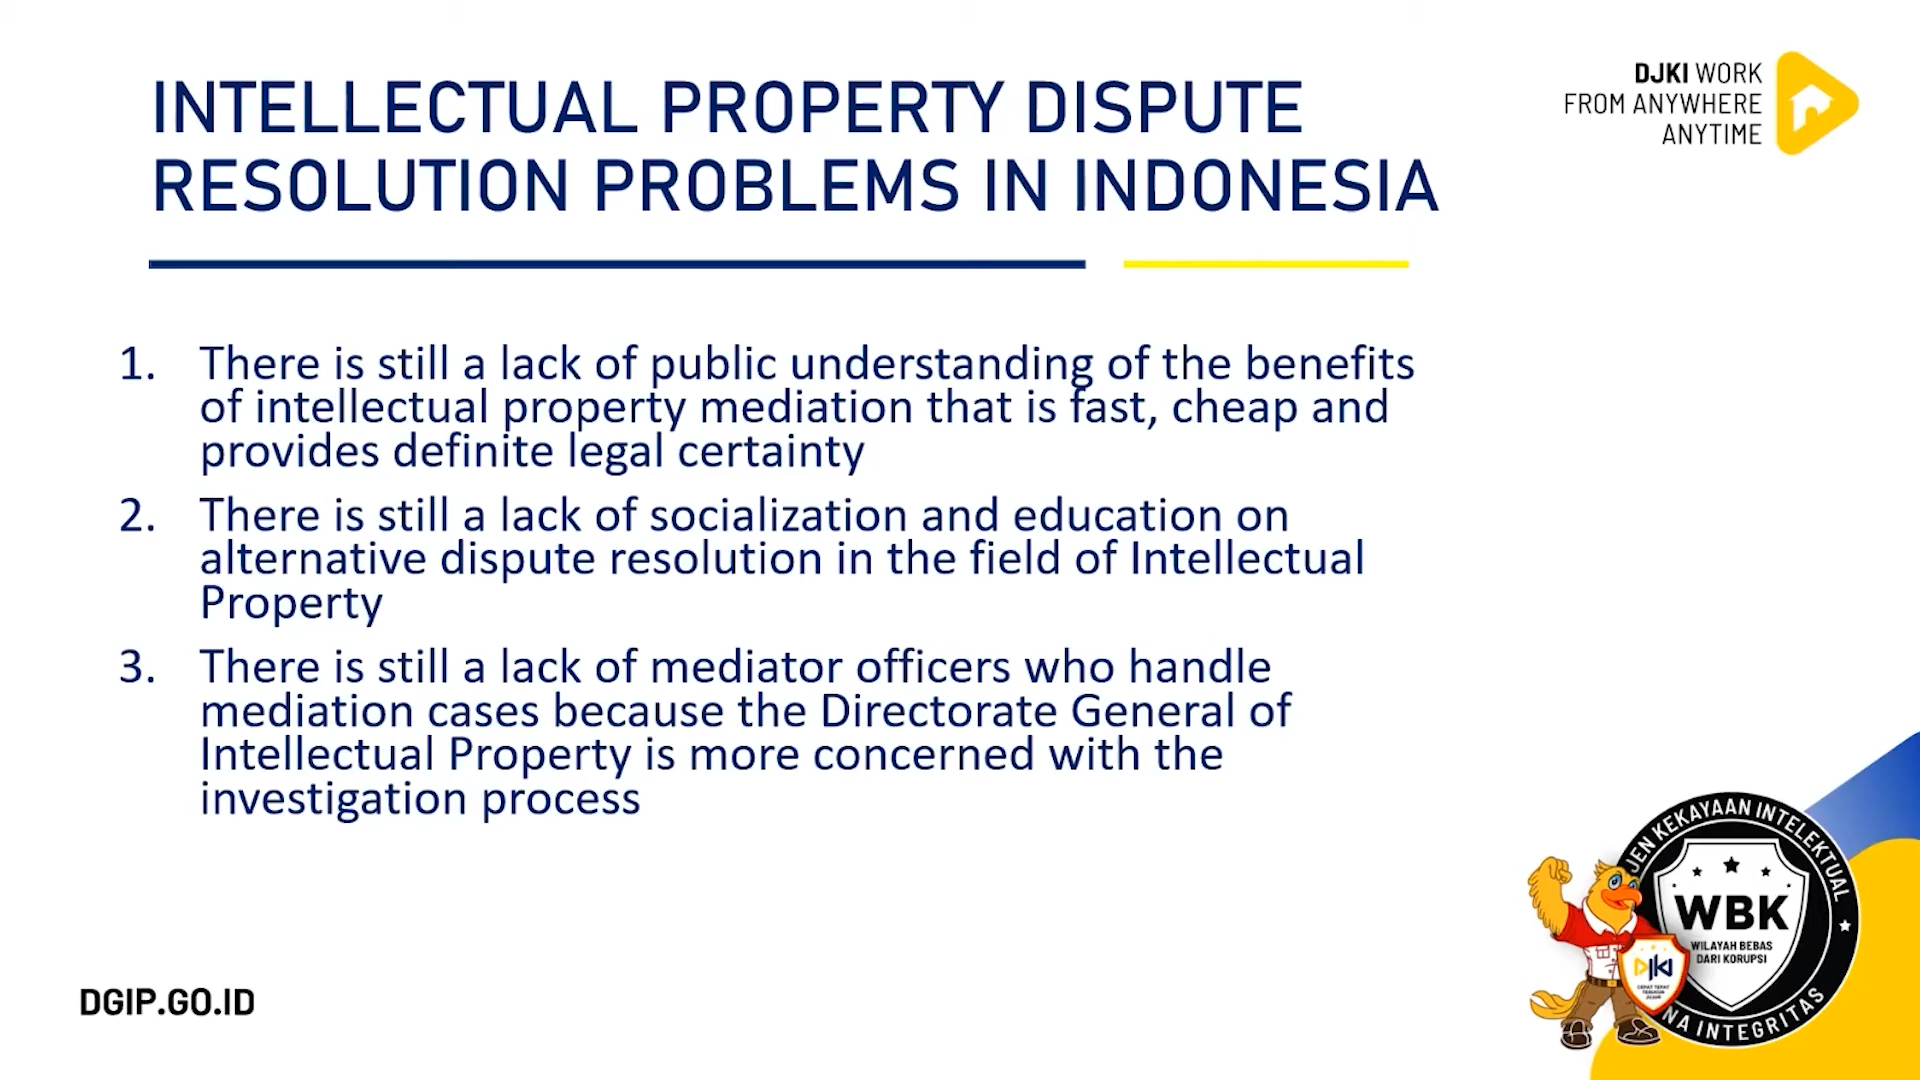 INTELLECTUAL PROPERTY DISPUTE
RESOLUTION PROBLEMS IN INDONESIA
DJKI WORK
FROM ANYWHERE
ANYTIME
1. There is still a lack of public understanding of the benefits
of intellectual property mediation that is fast, cheap and
provides definite legal certainty
2. There is still a lack of socialization and education on
alternative dispute resolution in the field of Intellectual
Property
3. There is still a lack of mediator officers who handle
mediation cases because the Directorate General of
Intellectual Property is more concerned with the
investigation process
DGIP.GO.ID
JEN KEKAYAAN INTELEKTUAL
WBK
WILAYAH BEBAS
DARI KORUPSI
NA INTEGRITAS
DJKI